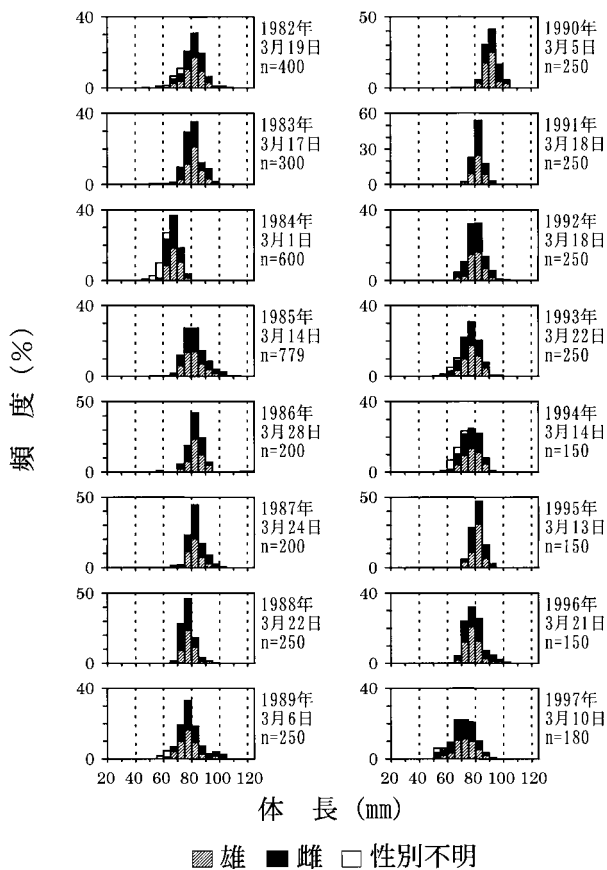 頻度(%)
40
0
1982年
3月19日
n=400
40
0
1983年
3月17日
n=300
40
0
1984年
3月1日
n=600
40
0
1985年
3月14日
n=779
50
0
1986年
3月28日
n=200
50
0
1987年
3月24日
n=200
50
0
1988年
3月22日
n=250
40
0
1989年
3月6日
n=250
20 40 60 80 100 120
50
0
1990年
3月5日
n=250
60
30
0
1991年
3月18日
n=250
40
0
1992年
3月18日
n=250
40
0
1993年
3月22日
n=250
40
20
0
1994年
3月14日
n=150
50
0
1995年
3月13日
n=150
40
0
1996年
3月21日
n=150
40
0
1997年
3月10日
n=180
20 40 60 80 100 120
体長(mm)
雄 雌 性別不明